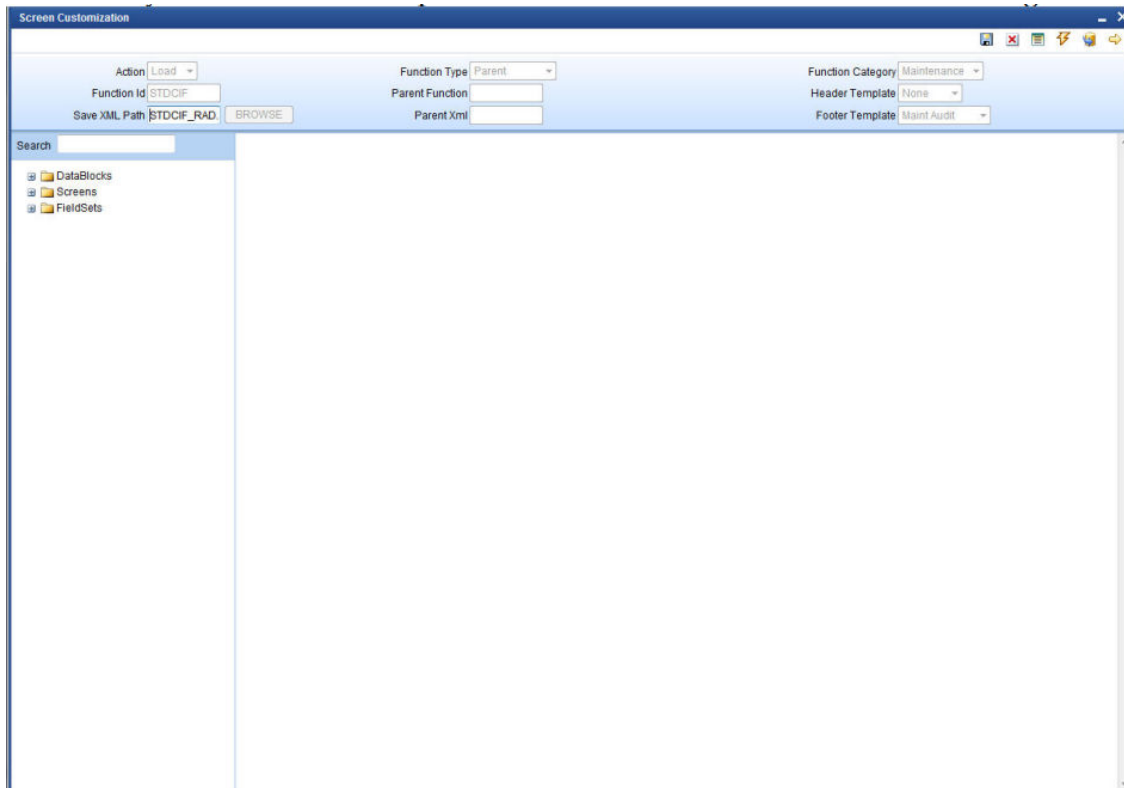 Screen Customization
Action Load Function Type Parent Function Category Maintenance
Function Id STDCIF Parent Function Header Template None
Save XML Path STDCIF_RAD. BROWSE Parent Xml Footer Template Maint Audit
Search
DataBlocks
Screens
FieldSets